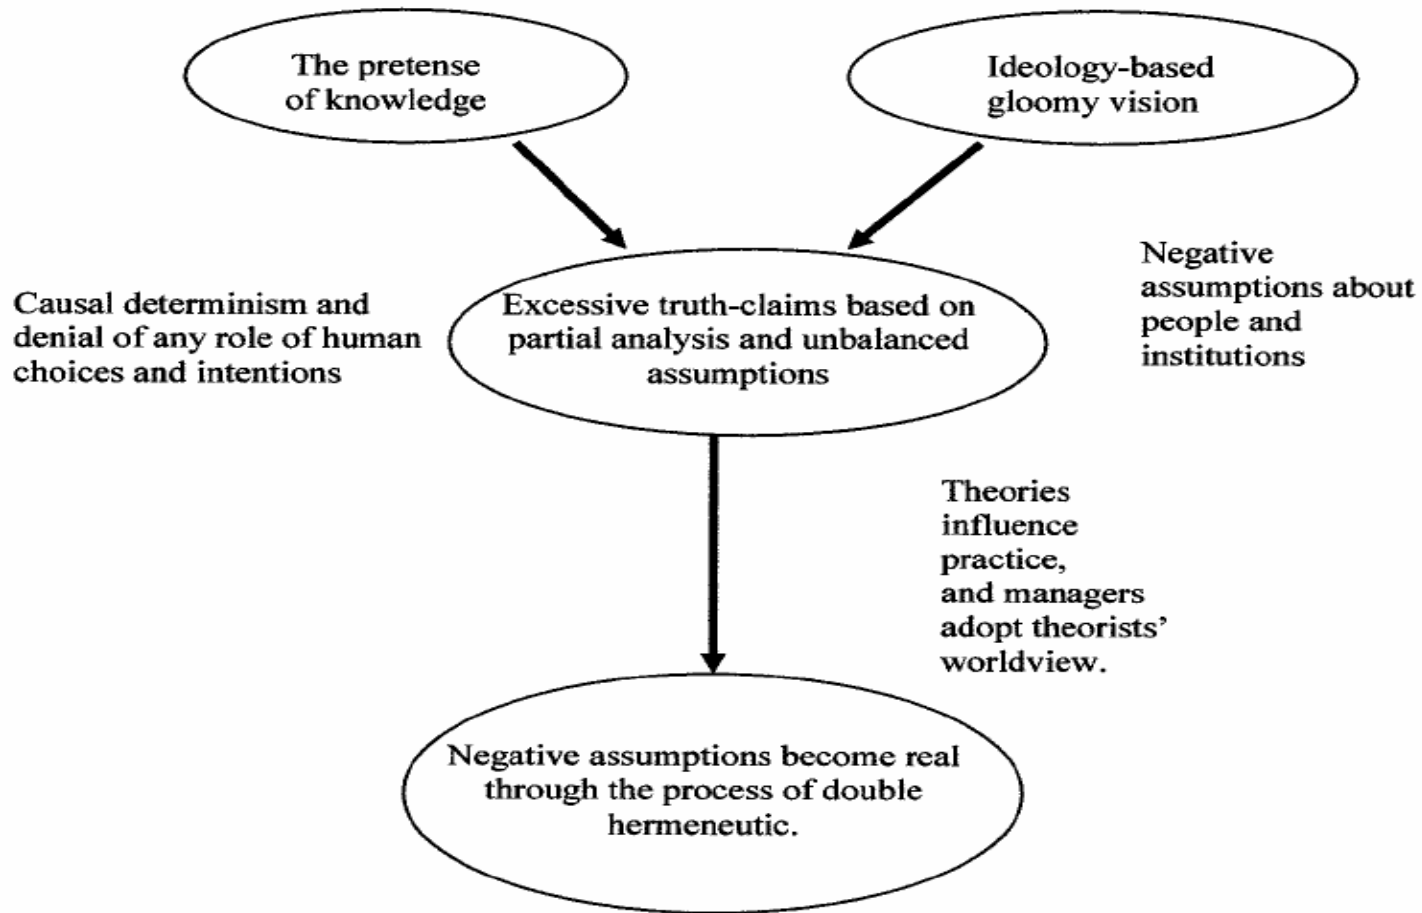 The pretense
of knowledge
Ideology-based
gloomy vision
Causal determinism and
denial of any role of human
choices and intentions
Excessive truth-claims based on
partial analysis and unbalanced
assumptions
Negative
assumptions about
people and
institutions
Theories
influence
practice,
and managers
adopt theorists’
worldview.
Negative assumptions become real
through the process of double
hermeneutic.